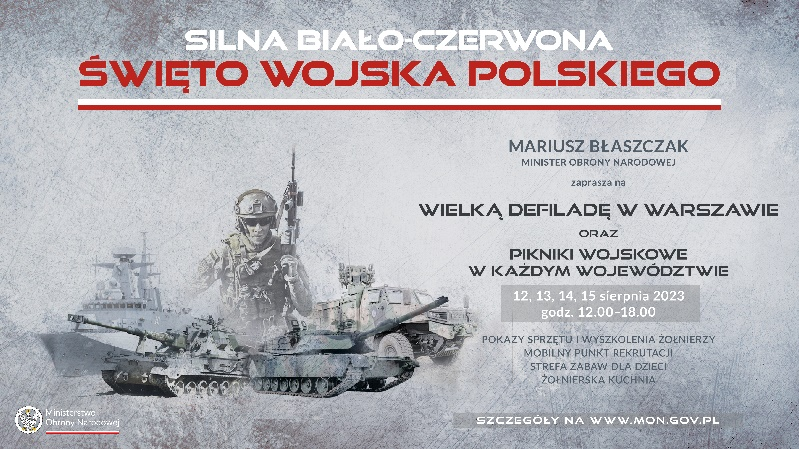 SILNA BIAŁO-CZERWONA
ŚWIĘTO WOJSKA POLSKIEGO
MARIUSZ BŁASZCZAK
MINISTER OBRONY NARODOWEJ
zaprasza na
WIELKĄ DEFILADĘ W WARSZAWIE
ORAZ
PIKNIKI WOJSKOWE
W KAŻDYM WOJEWÓDZTWIE
12, 13, 14, 15 sierpnia 2023
godz. 12.00-18.00
POKAZY SPRZĘTU I WYSZKOLENIA ŻOŁNIERZY
MOBILNY PUNKT REKRUTACJI
STREFA ZABAW DLA DZIECI
ŻOŁNIERSKA KUCHNIA
Ministerstwo
Obrony Narodowej
SZCZEGÓŁY NA WWW.MON.GOV.PL